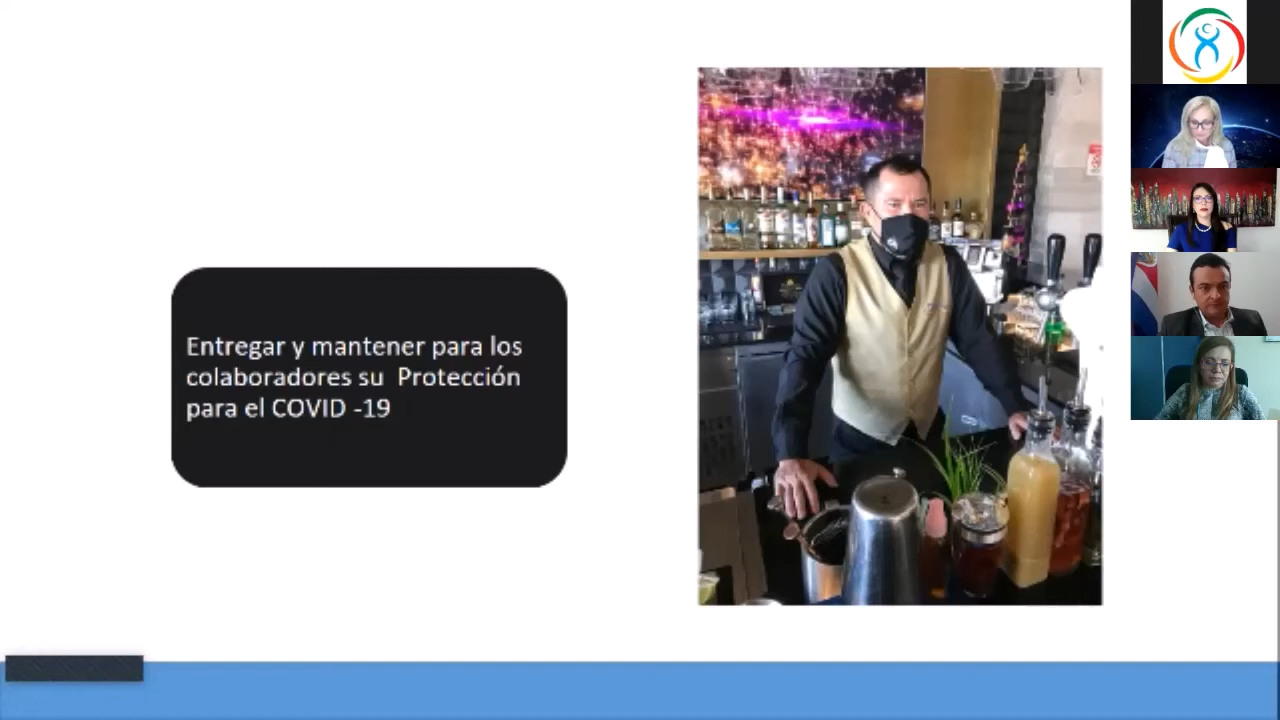 Entregar y mantener para los
colaboradores su  Protección
para el COVID -19